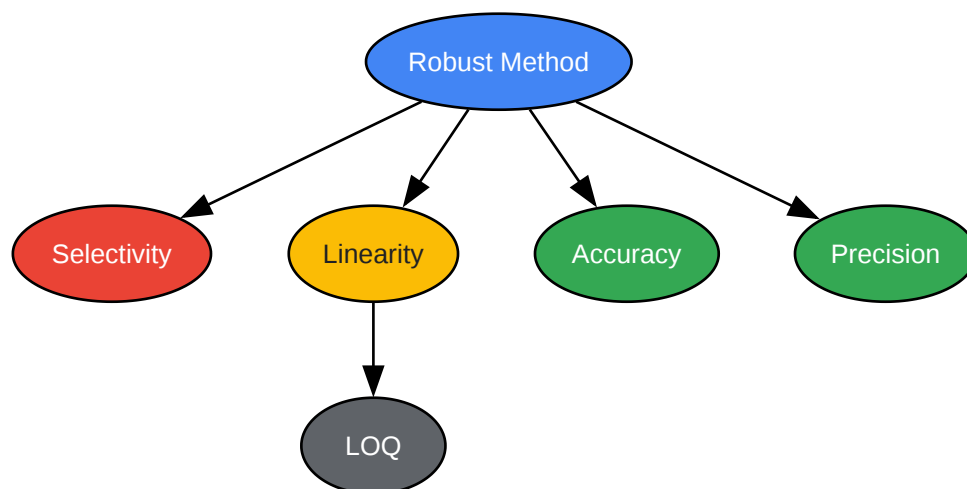 Robust Method
Selectivity
Linearity
Accuracy
Precision
LOQ